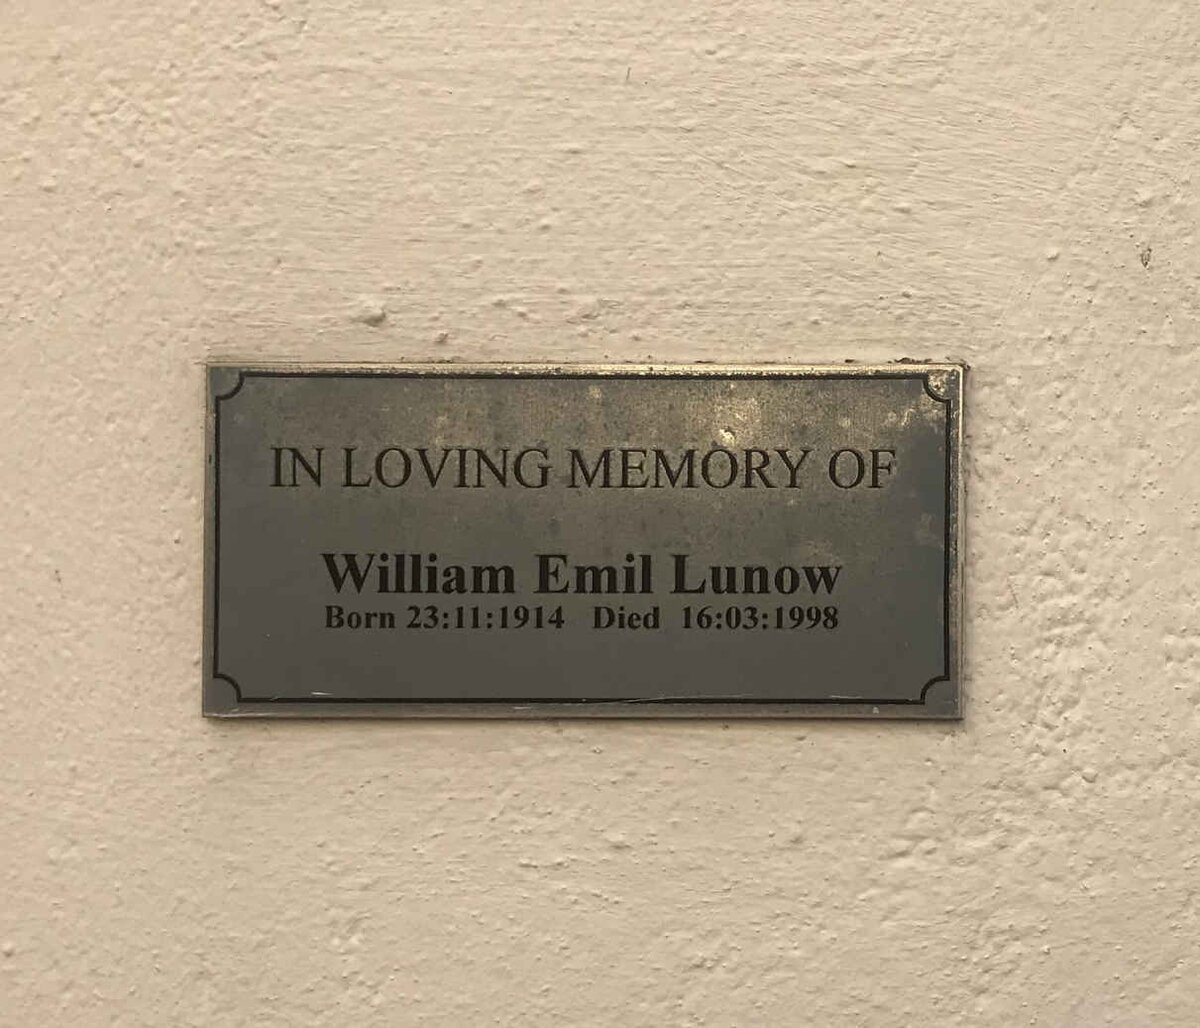 IN LOVING MEMORY OF
William Emil Lunow
Born 23:11:1914 Died 16:03:1998